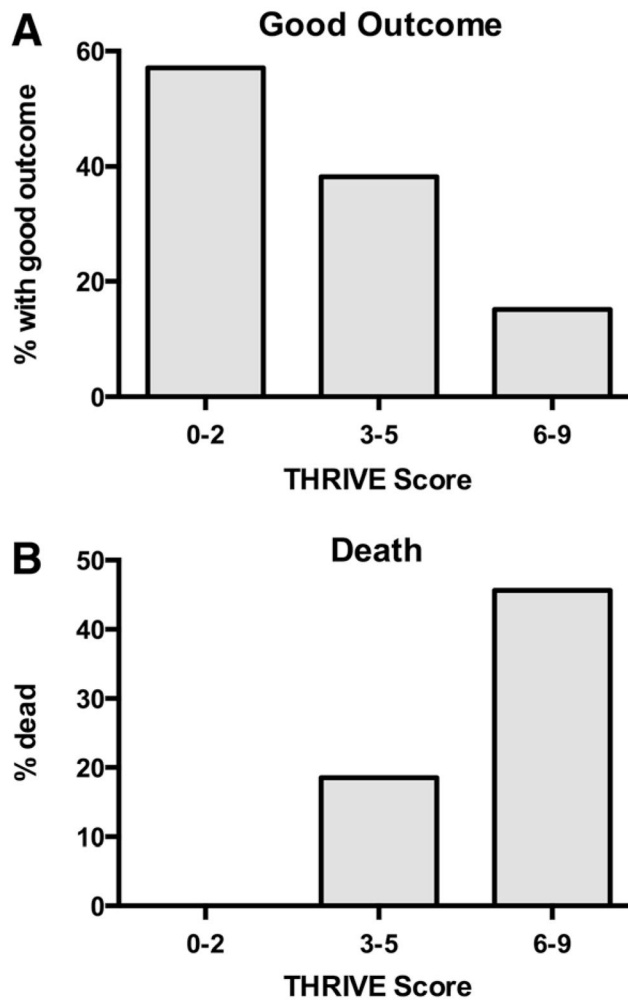 A
Good Outcome
% with good outcome
60
40
20
0
0-2 3-5 6-9
THRIVE Score
B
Death
% dead
50
40
30
20
10
0
0-2 3-5 6-9
THRIVE Score